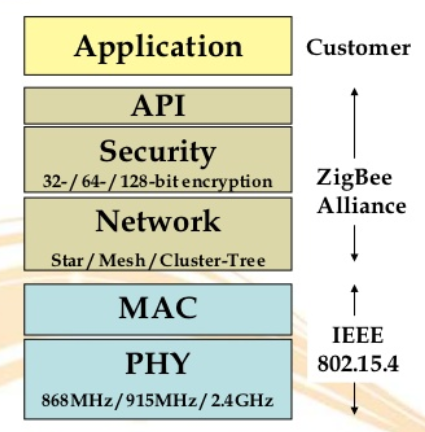 Application
Customer
API
Security
32-/64-/128-bit encryption
ZigBee
Alliance
Network
Star/Mesh/Cluster-Tree
MAC
IEEE
802.15.4
PHY
868MHz/915MHz/2.4GHz